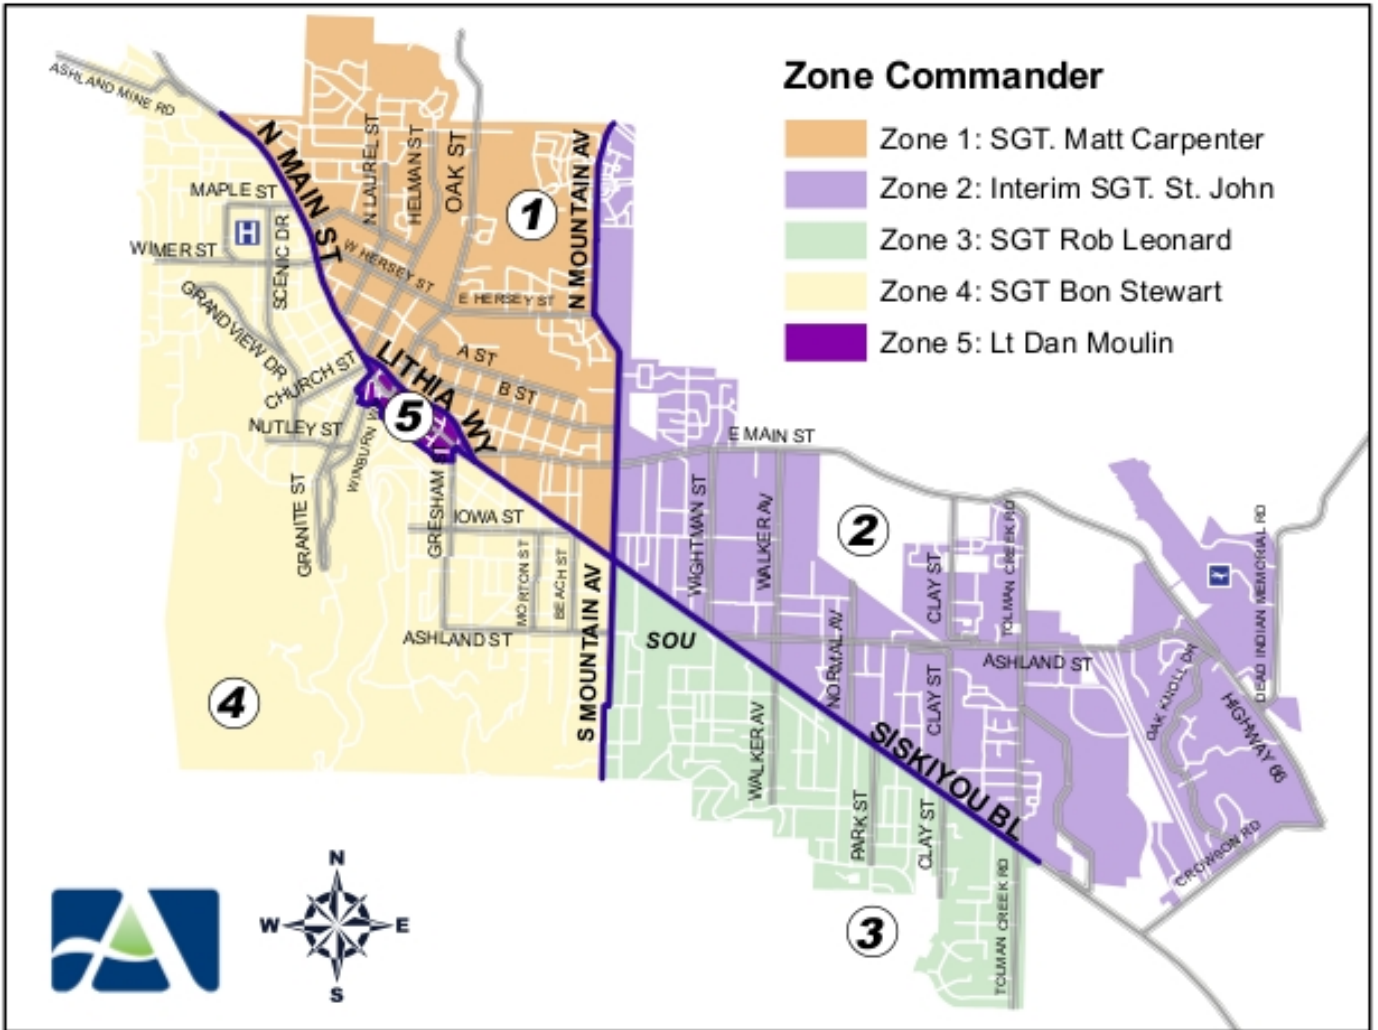 Zone Commander
Zone 1: SGT. Matt Carpenter
Zone 2: Interim SGT. St. John
Zone 3: SGT Rob Leonard
Zone 4: SGT Bon Stewart
Zone 5: Lt Dan Moulin
ASHLAND MINE RD
N MAIN ST
N LAUREL ST
HELMAN ST
OAK ST
N MOUNTAIN AV
1
MAPLE ST
H
WIMER ST
SCENIC DR
W HERSEY ST
E HERSEY ST
GRANDVIEW DR
CHURCH ST
LITHIA WY
A ST
B ST
5
NUTLEY ST
GRANITE ST
GRESHAM S
IOWA ST
MORTON ST
BEACH ST
ASHLAND ST
S MOUNTAIN AV
4
E MAIN ST
WIGHTMAN ST
WALKER AV
2
CLAY ST
TOLMAN CREEK RD
DEAD INDIAN MEMORIAL RD
SOU
NORMAL AV
ASHLAND ST
CLAY ST
OAK KNOLL DR
HIGHWAY 66
WALKER AV
SISKIYOU BL
PARK ST
CLAY ST
CROWSON RD
TOLMAN CREEK RD
3
N
W
E
S